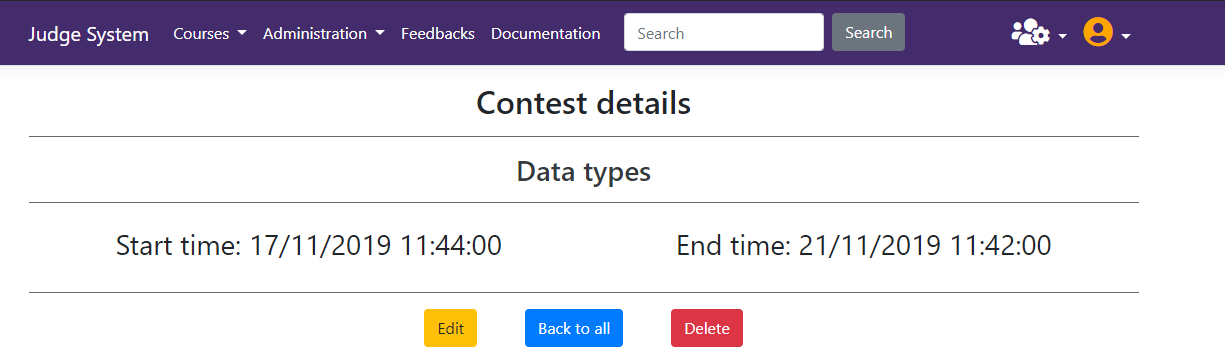 Judge System Courses Administration Feedbacks Documentation Search Search
Contest details
Data types
Start time: 17/11/2019 11:44:00 End time: 21/11/2019 11:42:00
Edit Back to all Delete